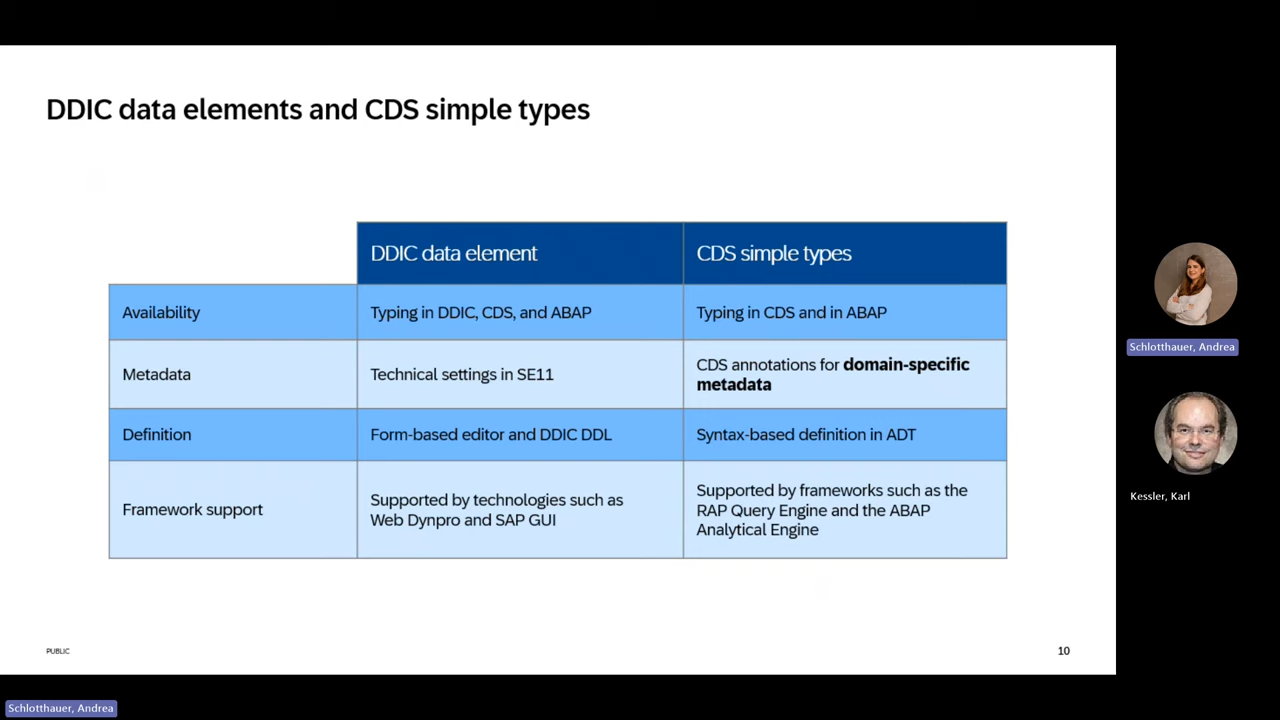 DDIC data elements and CDS simple types
DDIC data element
CDS simple types
Availability
Typing in DDIC, CDS, and ABAP
Typing in CDS and in ABAP
Metadata
Technical settings in SE11
CDS annotations for domain-specific
metadata
Definition
Form-based editor and DDIC DDL
Syntax-based definition in ADT
Framework support
Supported by technologies such as
Web Dynpro and SAP GUI
Supported by frameworks such as the
RAP Query Engine and the ABAP
Analytical Engine
PUBLIC
10
Schlotthauer, Andrea
Kessler, Karl
Schlotthauer, Andrea